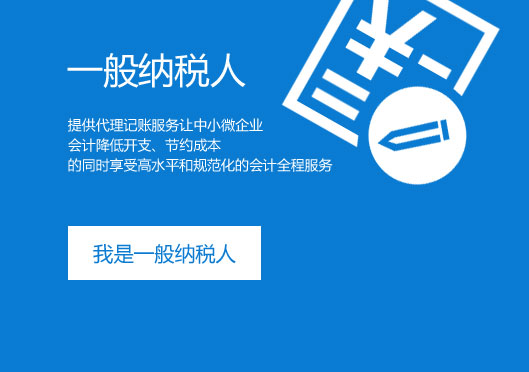 一般纳税人
提供代理记账服务让中小微企业
会计降低开支、节约成本
的同时享受高水平和规范化的会计全程服务
我是一般纳税人